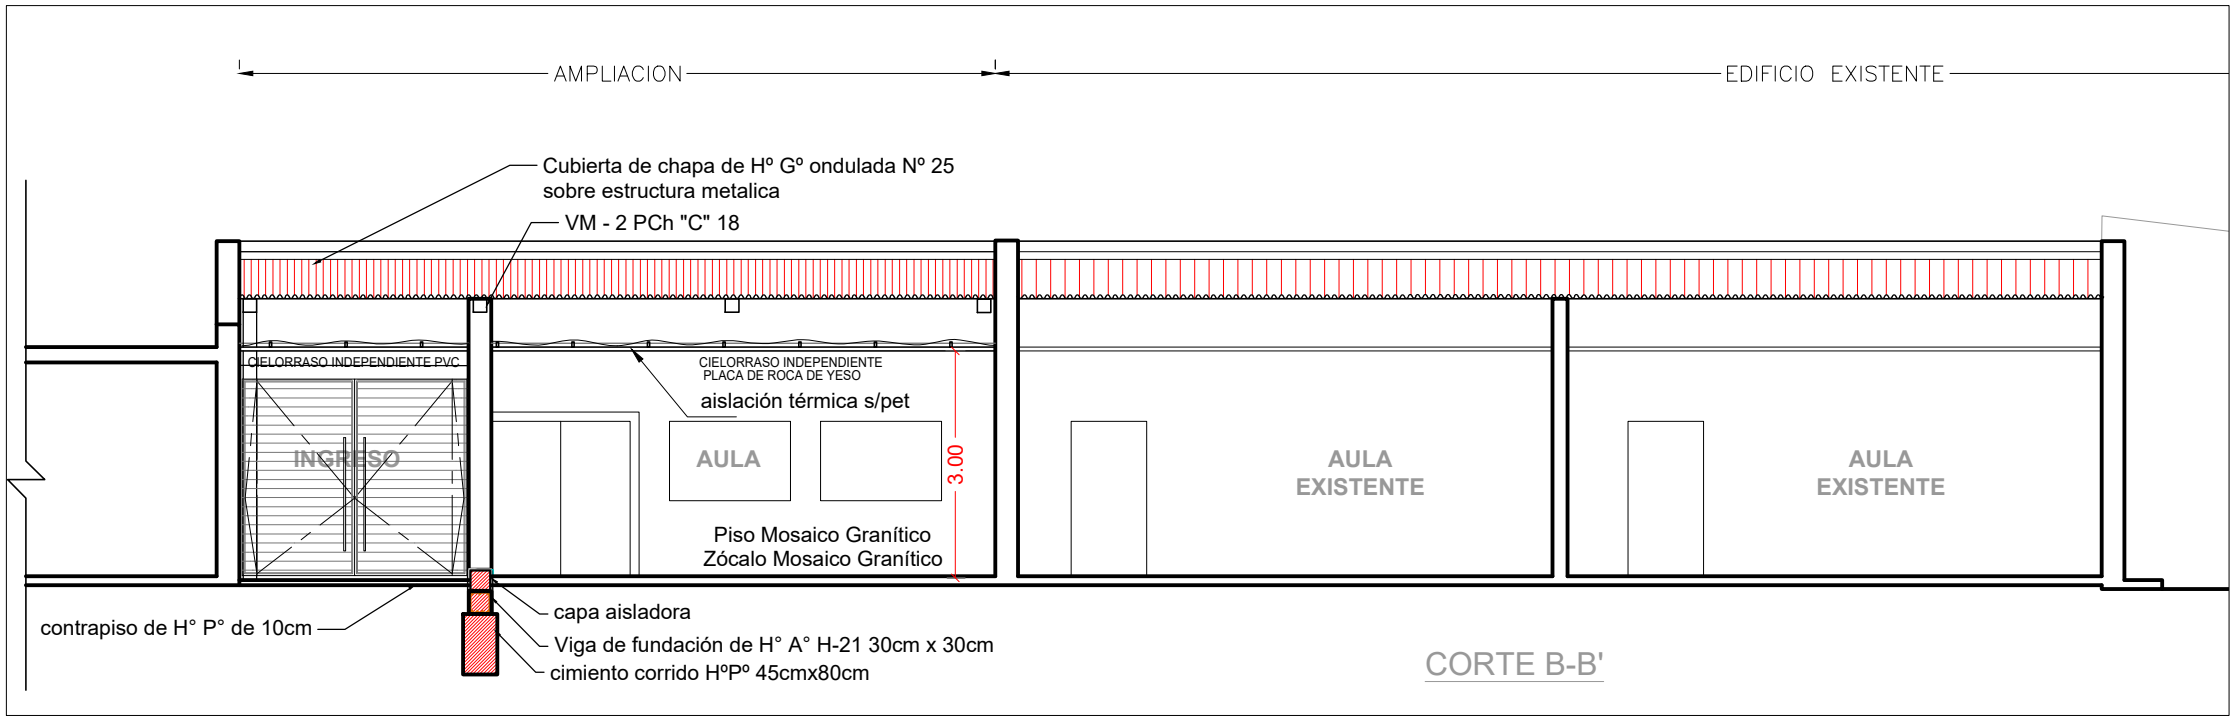 AMPLIACION
EDIFICIO EXISTENTE
Cubierta de chapa de Hº Gº ondulada Nº 25
sobre estructura metalica
VM - 2 PCh "C" 18
CIELORRASO INDEPENDIENTE PVC
CIELORRASO INDEPENDIENTE
PLACA DE ROCA DE YESO
aislación térmica s/pet
INGRESO
AULA
3.00
AULA
EXISTENTE
AULA
EXISTENTE
Piso Mosaico Granítico
Zócalo Mosaico Granítico
capa aisladora
contrapiso de H° P° de 10cm
Viga de fundación de H° A° H-21 30cm x 30cm
cimiento corrido HºPº 45cmx80cm
CORTE B-B'